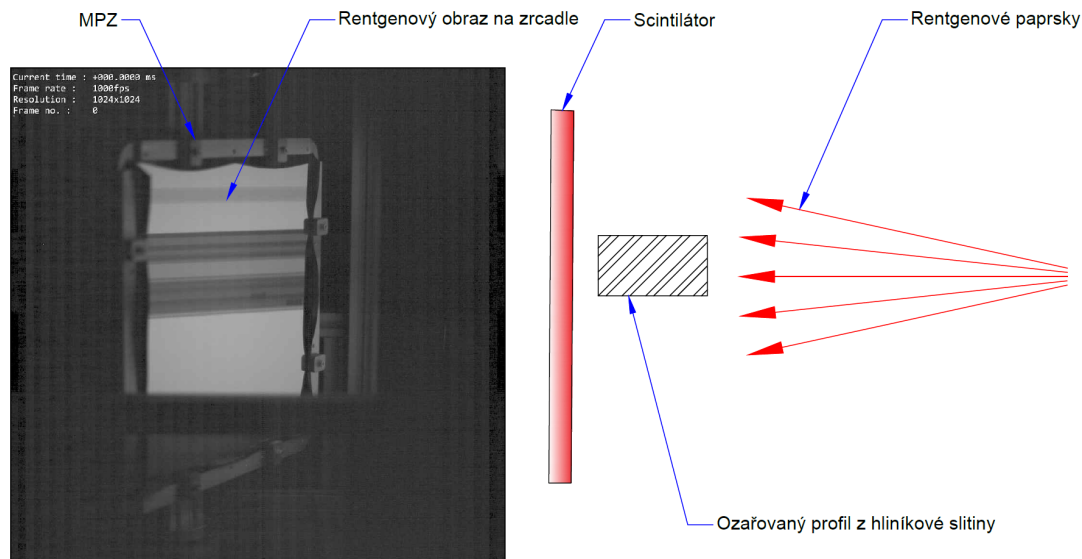 MPZ
Rentgenový obraz na zrcadle
Scintilátor
Rentgenové paprsky
Current time : +000.0000 ms
Frame rate : 1000fps
Resolution : 1024x1024
Frame no. : 0
Ozařovaný profil z hliníkové slitiny